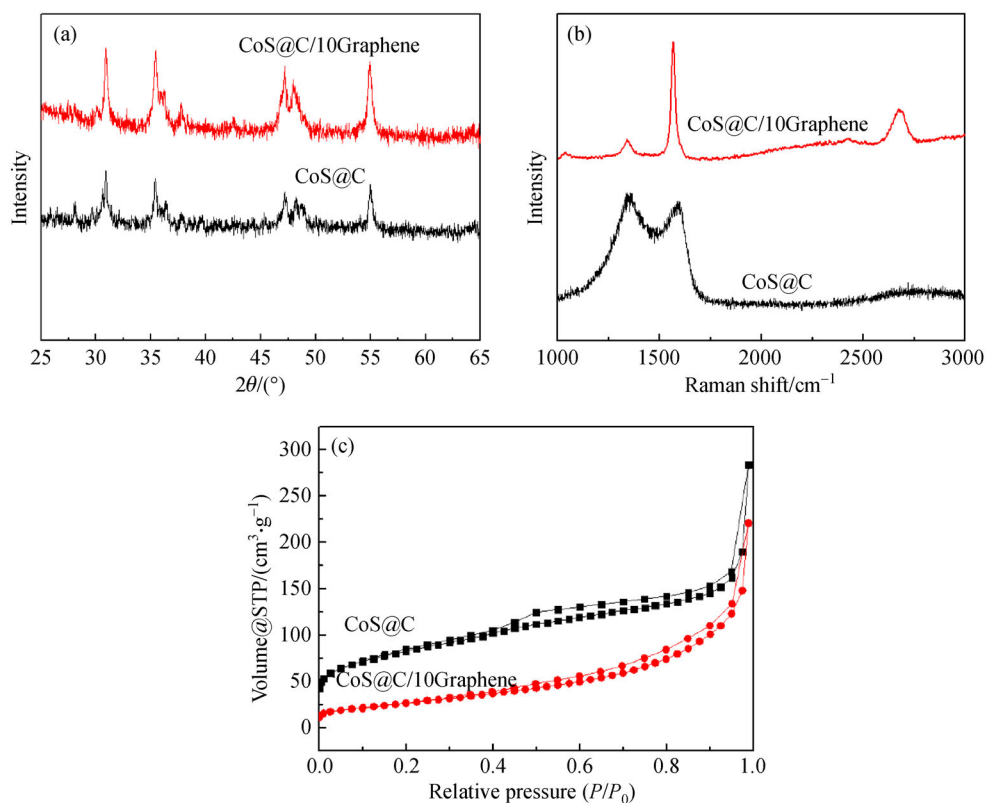 (a)
CoS@C/10Graphene
CoS@C
Intensity
25 30 35 40 45 50 55 60 65
2θ/(°)
(b)
CoS@C/10Graphene
CoS@C
Intensity
1000 1500 2000 2500 3000
Raman shift/cm⁻¹
(c)
300
250
200
150
100
50
0
Volume@STP/(cm³·g⁻¹)
CoS@C
CoS@C/10Graphene
0.0 0.2 0.4 0.6 0.8 1.0
Relative pressure (P/P₀)